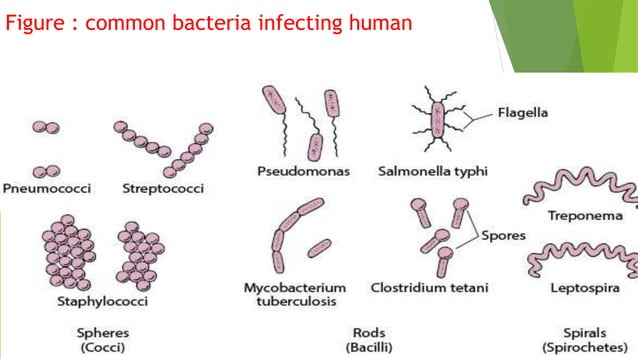 Figure : common bacteria infecting human
Flagella
Pneumococci
Streptococci
Pseudomonas
Salmonella typhi
Treponema
Spores
Staphylococci
Mycobacterium
tuberculosis
Clostridium tetani
Leptospira
Spheres
(Cocci)
Rods
(Bacilli)
Spirals
(Spirochetes)